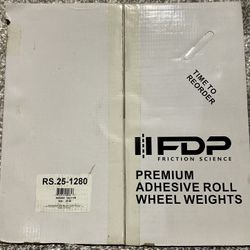 TIME TO
REORDER
FDP
FRICTION SCIENCE
RS.25-1280
PREMIUM
ADHESIVE ROLL
WHEEL WEIGHTS